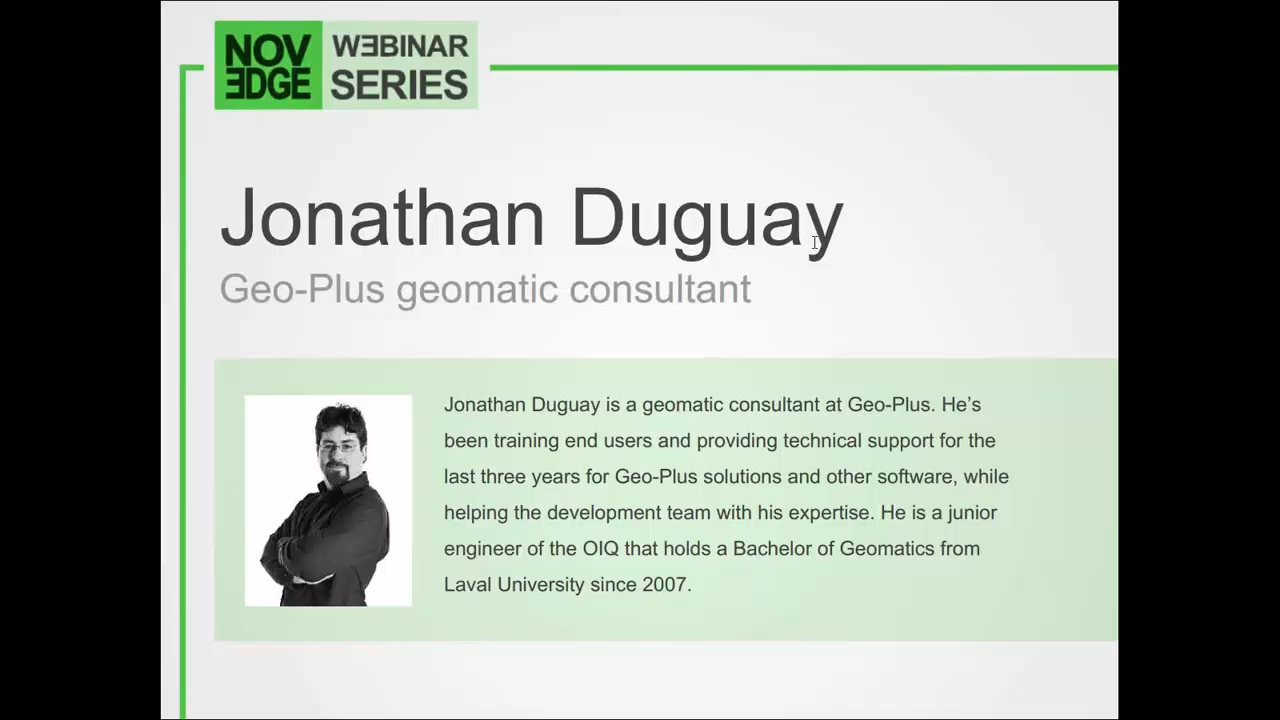 NOV WƎBINAR
ƎDGE SERIES
Jonathan Duguay
Geo-Plus geomatic consultant
Jonathan Duguay is a geomatic consultant at Geo-Plus. He’s
been training end users and providing technical support for the
last three years for Geo-Plus solutions and other software, while
helping the development team with his expertise. He is a junior
engineer of the OIQ that holds a Bachelor of Geomatics from
Laval University since 2007.